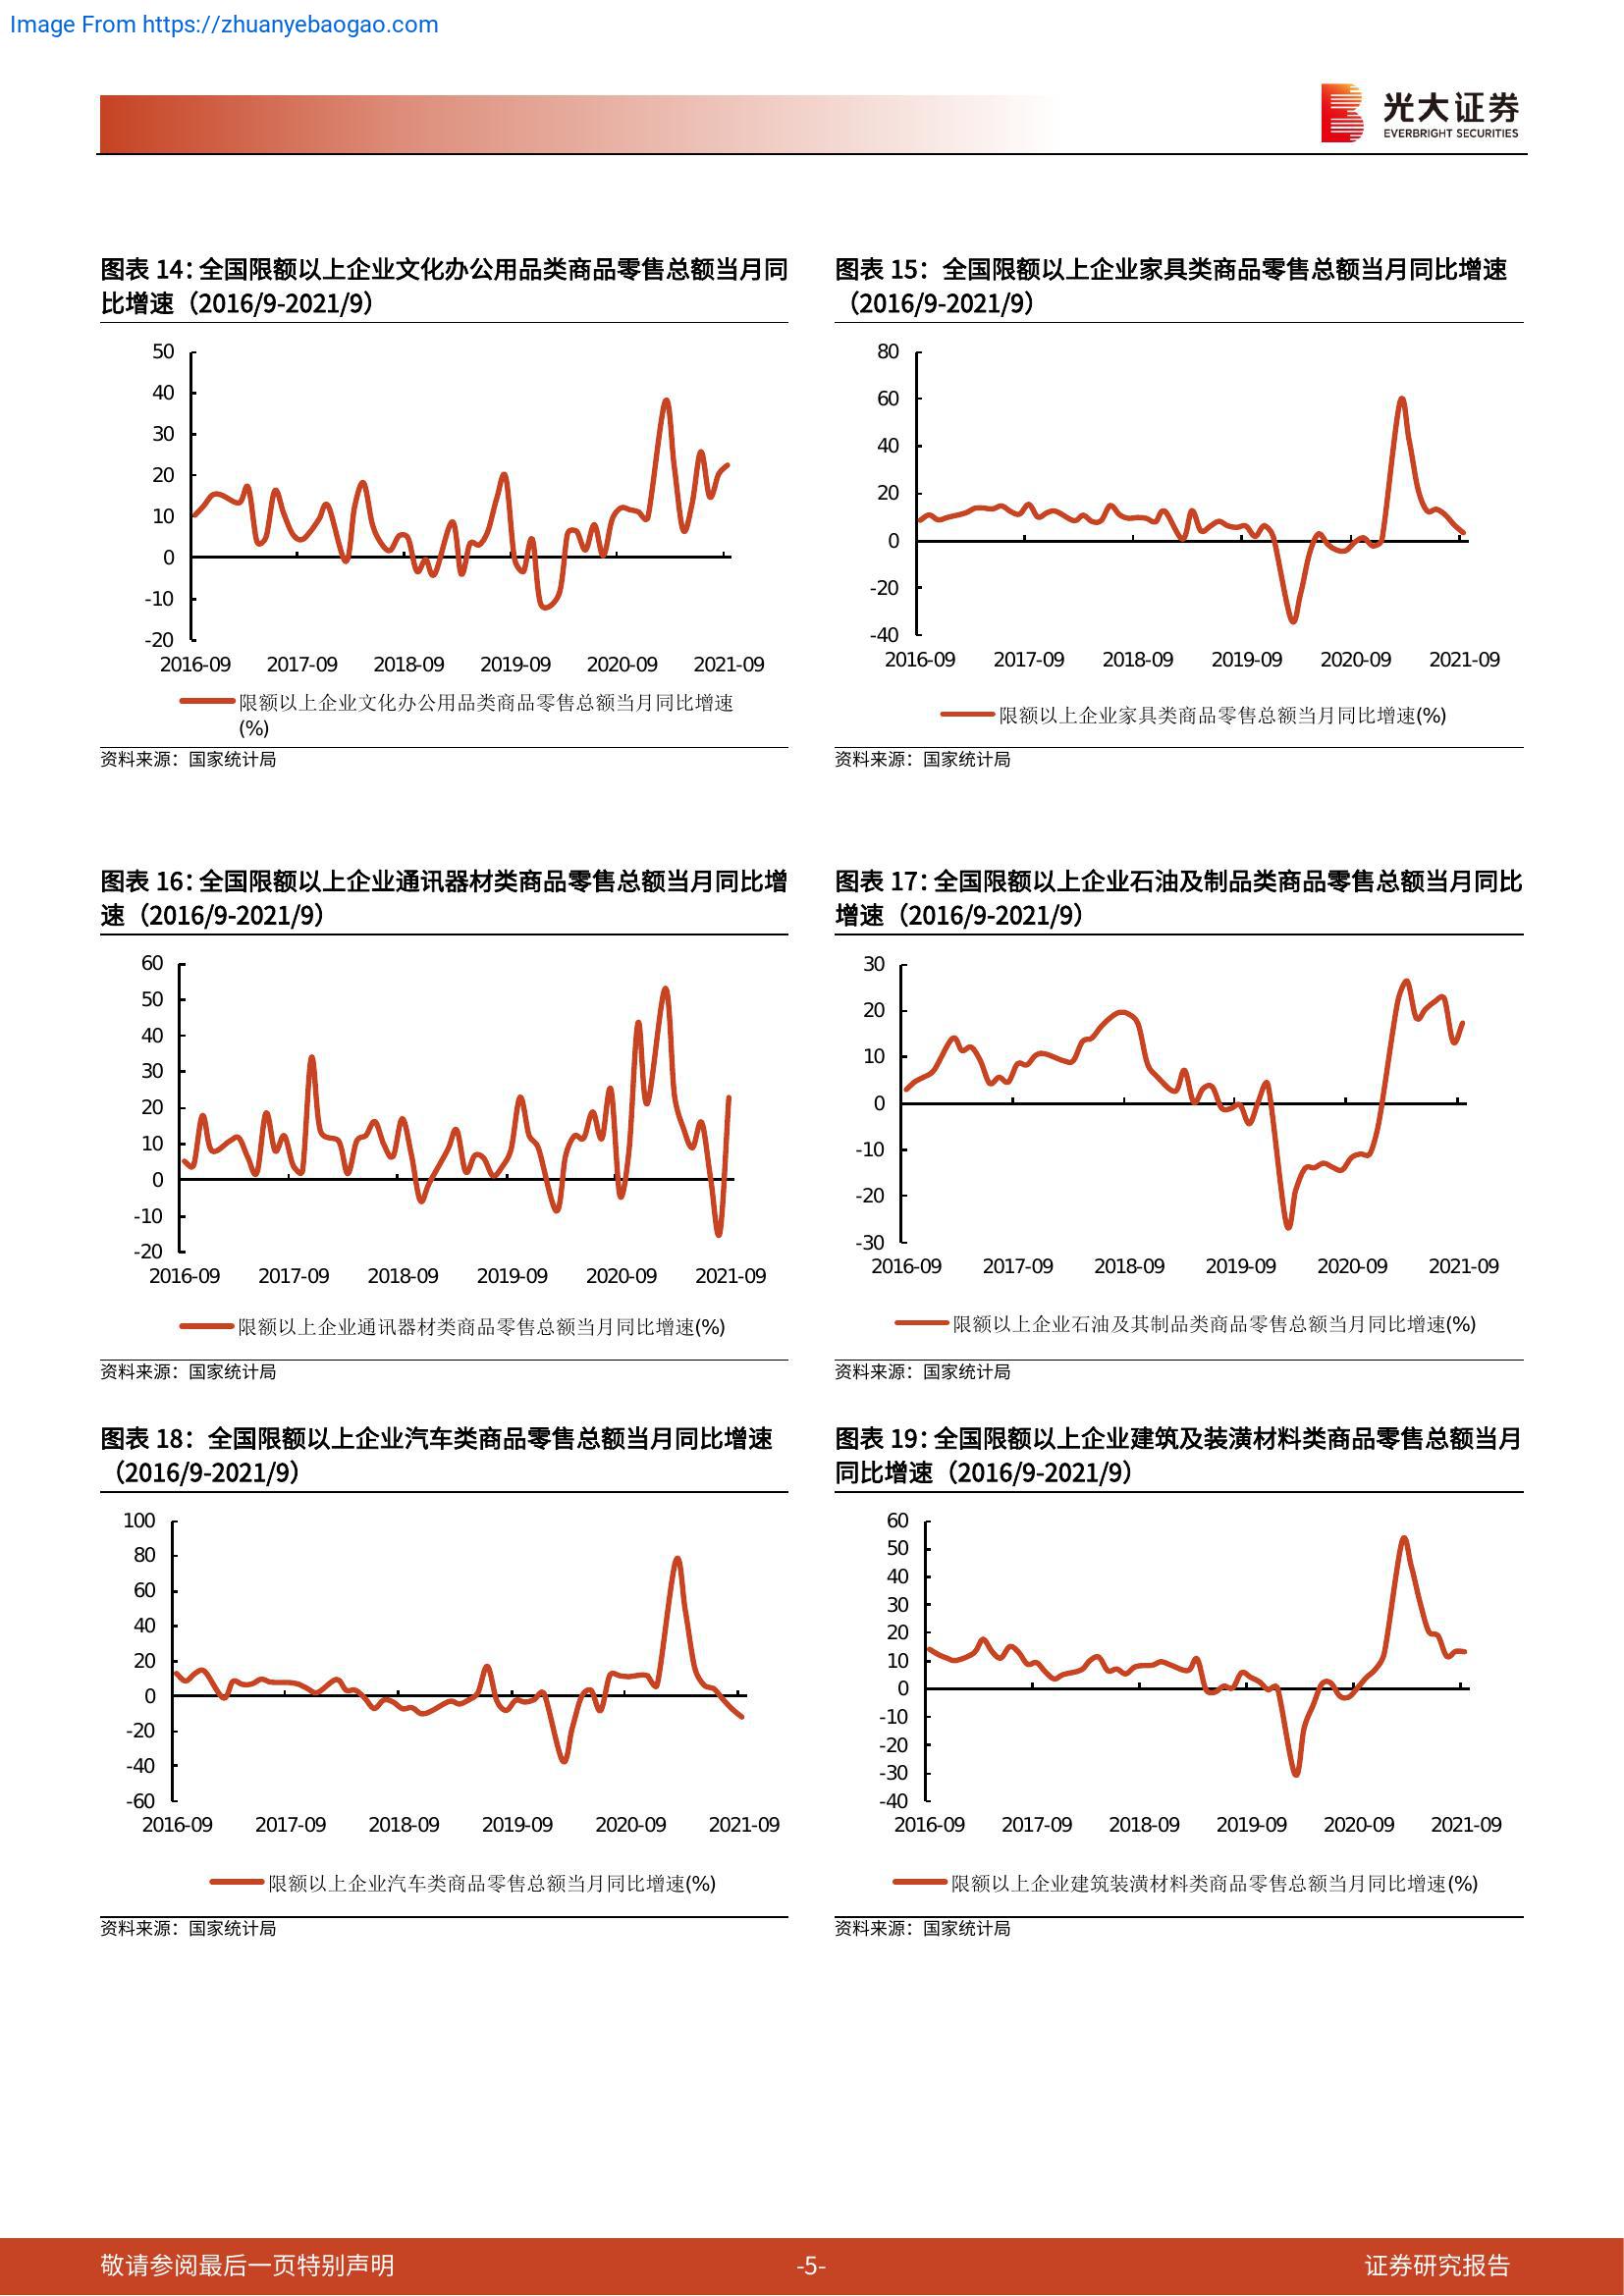 Image From https://zhuanyebaogao.com
光大证券
EVERBRIGHT SECURITIES
图表 14：全国限额以上企业文化办公用品类商品零售总额当月同
比增速（2016/9-2021/9）
50
40
30
20
10
0
-10
-20
2016-09 2017-09 2018-09 2019-09 2020-09 2021-09
限额以上企业文化办公用品类商品零售总额当月同比增速
(%)
资料来源：国家统计局
图表 15：全国限额以上企业家具类商品零售总额当月同比增速
（2016/9-2021/9）
80
60
40
20
0
-20
-40
2016-09 2017-09 2018-09 2019-09 2020-09 2021-09
限额以上企业家具类商品零售总额当月同比增速(%)
资料来源：国家统计局
图表 16：全国限额以上企业通讯器材类商品零售总额当月同比增
速（2016/9-2021/9）
60
50
40
30
20
10
0
-10
-20
2016-09 2017-09 2018-09 2019-09 2020-09 2021-09
限额以上企业通讯器材类商品零售总额当月同比增速(%)
资料来源：国家统计局
图表 17：全国限额以上企业石油及制品类商品零售总额当月同比
增速（2016/9-2021/9）
30
20
10
0
-10
-20
-30
2016-09 2017-09 2018-09 2019-09 2020-09 2021-09
限额以上企业石油及其制品类商品零售总额当月同比增速(%)
资料来源：国家统计局
图表 18：全国限额以上企业汽车类商品零售总额当月同比增速
（2016/9-2021/9）
100
80
60
40
20
0
-20
-40
-60
2016-09 2017-09 2018-09 2019-09 2020-09 2021-09
限额以上企业汽车类商品零售总额当月同比增速(%)
资料来源：国家统计局
图表 19：全国限额以上企业建筑及装潢材料类商品零售总额当月
同比增速（2016/9-2021/9）
60
50
40
30
20
10
0
-10
-20
-30
-40
2016-09 2017-09 2018-09 2019-09 2020-09 2021-09
限额以上企业建筑装潢材料类商品零售总额当月同比增速(%)
资料来源：国家统计局
敬请参阅最后一页特别声明 -5- 证券研究报告